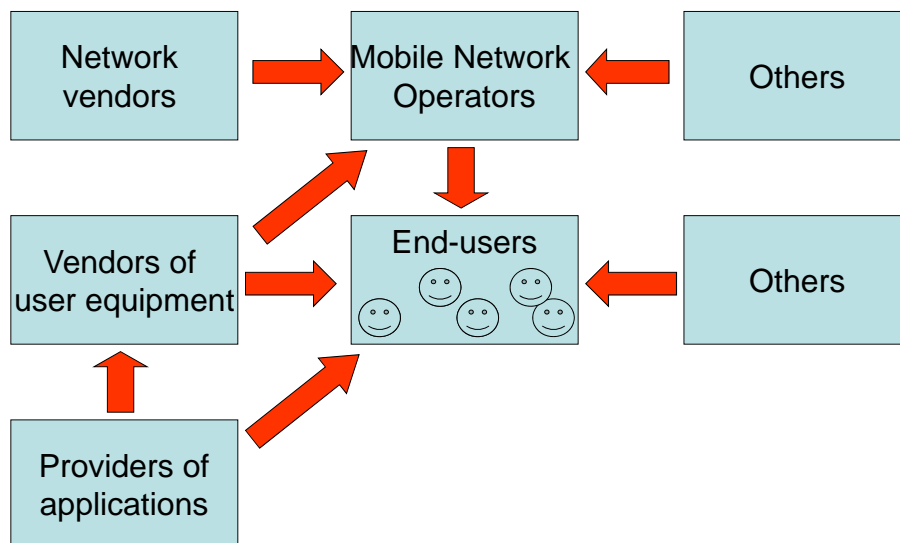 Network
vendors
Mobile Network
Operators
Others
Vendors of
user equipment
End-users
Others
Providers of
applications